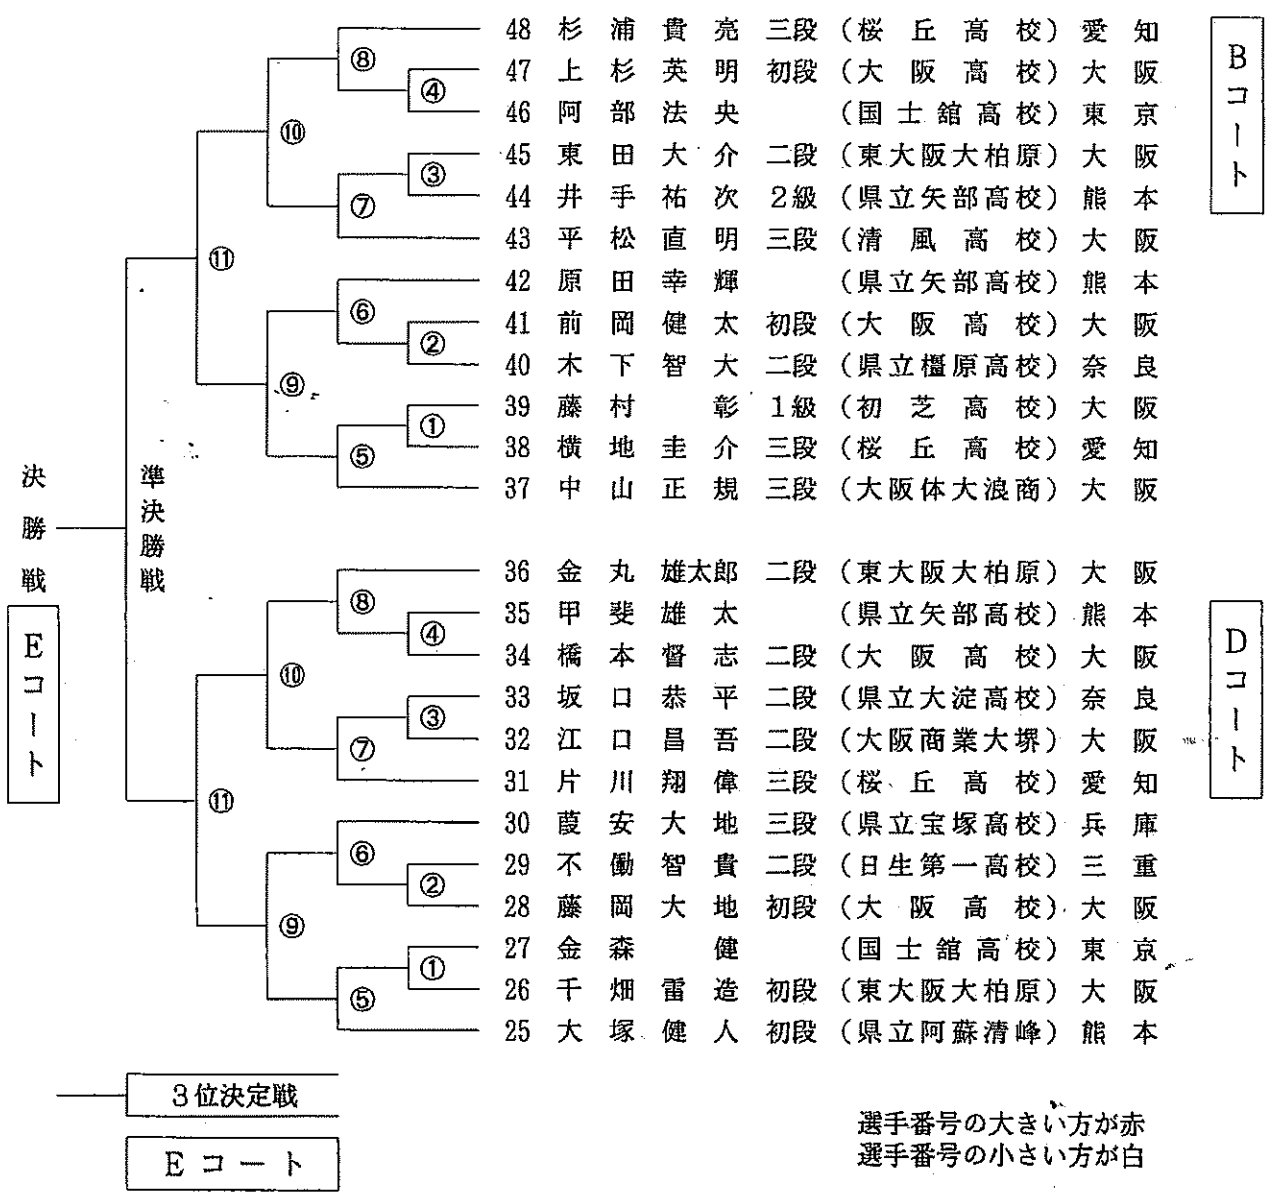 48 杉浦貴亮 三段 (桜丘高校) 愛知
⑧
47 上杉英明 初段 (大阪高校) 大阪
④
46 阿部法央 (国士舘高校) 東京
⑩
45 東田大介 二段 (東大阪大柏原) 大阪
③
44 井手祐次 2級 (県立矢部高校) 熊本
⑦
43 平松直明 三段 (清風高校) 大阪
⑪
42 原田幸輝 (県立矢部高校) 熊本
⑥
41 前岡健太 初段 (大阪高校) 大阪
②
40 木下智大 二段 (県立橿原高校) 奈良
⑨
39 藤村彰 1級 (初芝高校) 大阪
①
38 横地圭介 三段 (桜丘高校) 愛知
⑤
37 中山正規 三段 (大阪体大浪商) 大阪
Bコート
決勝戦
準決勝戦
Eコート
36 金丸雄太郎 二段 (東大阪大柏原) 大阪
⑧
35 甲斐雄太 (県立矢部高校) 熊本
④
34 橋本督志 二段 (大阪高校) 大阪
⑩
33 坂口恭平 二段 (県立大淀高校) 奈良
③
32 江口昌吾 二段 (大阪商業大堺) 大阪
⑦
31 片川翔偉 三段 (桜丘高校) 愛知
⑪
30 葭安大地 三段 (県立宝塚高校) 兵庫
⑥
29 不働智貴 二段 (日生第一高校) 三重
②
28 藤岡大地 初段 (大阪高校) 大阪
⑨
27 金森健 (国士舘高校) 東京
①
26 千畑雷造 初段 (東大阪大柏原) 大阪
⑤
25 大塚健人 初段 (県立阿蘇清峰) 熊本
Dコート
3位決定戦
Eコート
選手番号の大きい方が赤
選手番号の小さい方が白